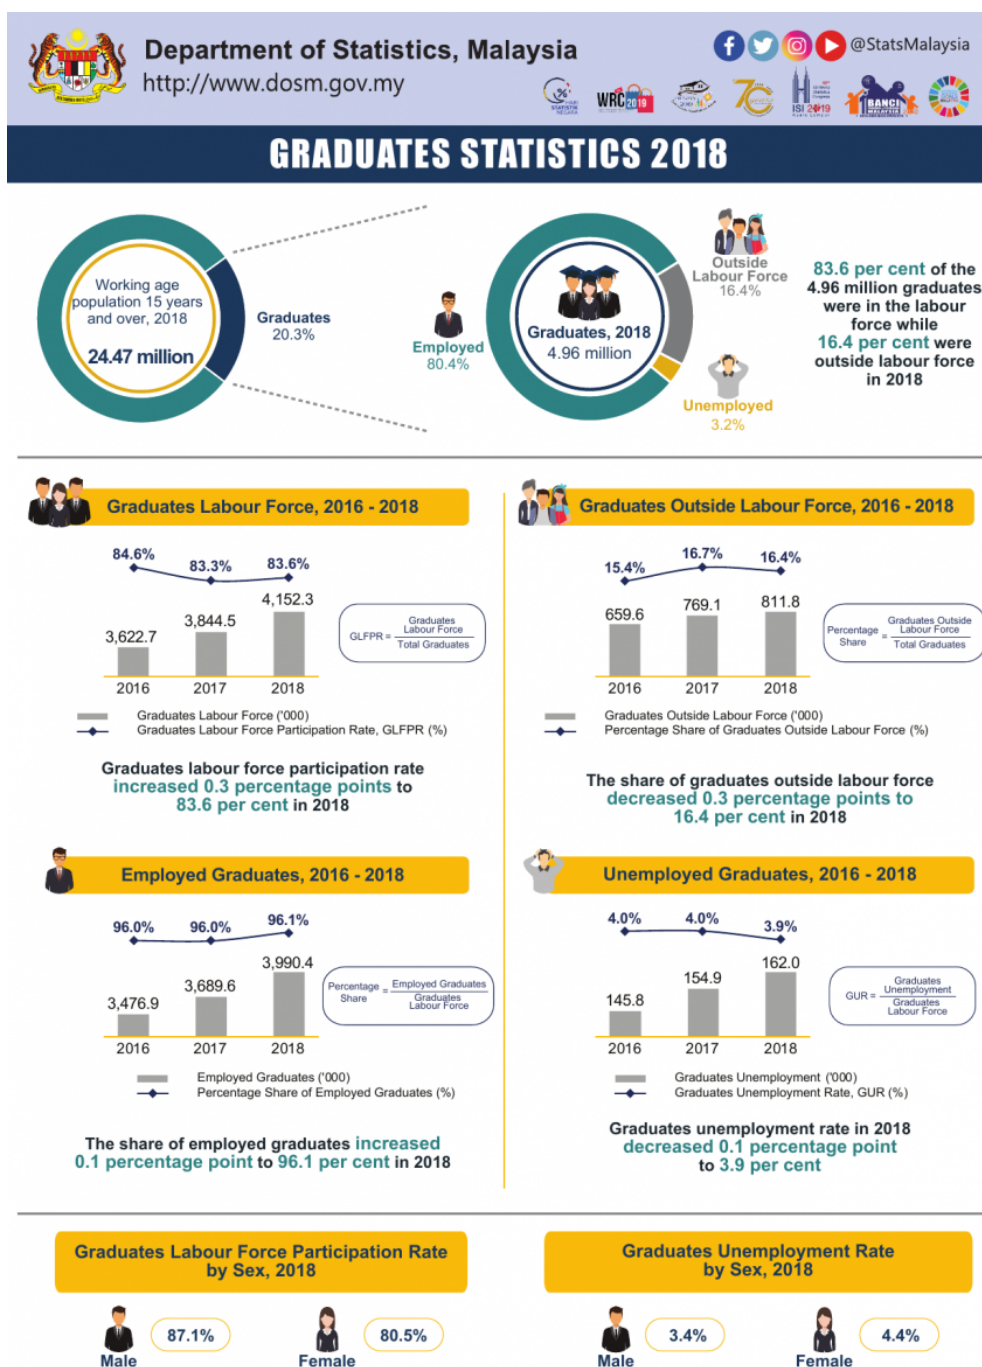 Department of Statistics, Malaysia
http://www.dosm.gov.my
@StatsMalaysia
WRC 2019
ISI 2019
BANCI
GRADUATES STATISTICS 2018
Working age
population 15 years
and over, 2018
24.47 million
Graduates
20.3%
Employed
80.4%
Graduates, 2018
4.96 million
Outside
Labour Force
16.4%
Unemployed
3.2%
83.6 per cent of the
4.96 million graduates
were in the labour
force while
16.4 per cent were
outside labour force
in 2018
Graduates Labour Force, 2016 - 2018
84.6%
83.3%
83.6%
3,622.7
3,844.5
4,152.3
2016
2017
2018
GLFPR =
Graduates
Labour Force
Total Graduates
Graduates Labour Force ('000)
Graduates Labour Force Participation Rate, GLFPR (%)
Graduates labour force participation rate
increased 0.3 percentage points to
83.6 per cent in 2018
Graduates Outside Labour Force, 2016 - 2018
15.4%
16.7%
16.4%
659.6
769.1
811.8
2016
2017
2018
Percentage
Share
=
Graduates Outside
Labour Force
Total Graduates
Graduates Outside Labour Force ('000)
Percentage Share of Graduates Outside Labour Force (%)
The share of graduates outside labour force
decreased 0.3 percentage points to
16.4 per cent in 2018
Employed Graduates, 2016 - 2018
96.0%
96.0%
96.1%
3,476.9
3,689.6
3,990.4
2016
2017
2018
Percentage
Share
=
Employed Graduates
Graduates
Labour Force
Employed Graduates ('000)
Percentage Share of Employed Graduates (%)
The share of employed graduates increased
0.1 percentage point to 96.1 per cent in 2018
Unemployed Graduates, 2016 - 2018
4.0%
4.0%
3.9%
145.8
154.9
162.0
2016
2017
2018
GUR =
Graduates
Unemployment
Graduates
Labour Force
Graduates Unemployment ('000)
Graduates Unemployment Rate, GUR (%)
Graduates unemployment rate in 2018
decreased 0.1 percentage point
to 3.9 per cent
Graduates Labour Force Participation Rate
by Sex, 2018
87.1%
Male
80.5%
Female
Graduates Unemployment Rate
by Sex, 2018
3.4%
Male
4.4%
Female